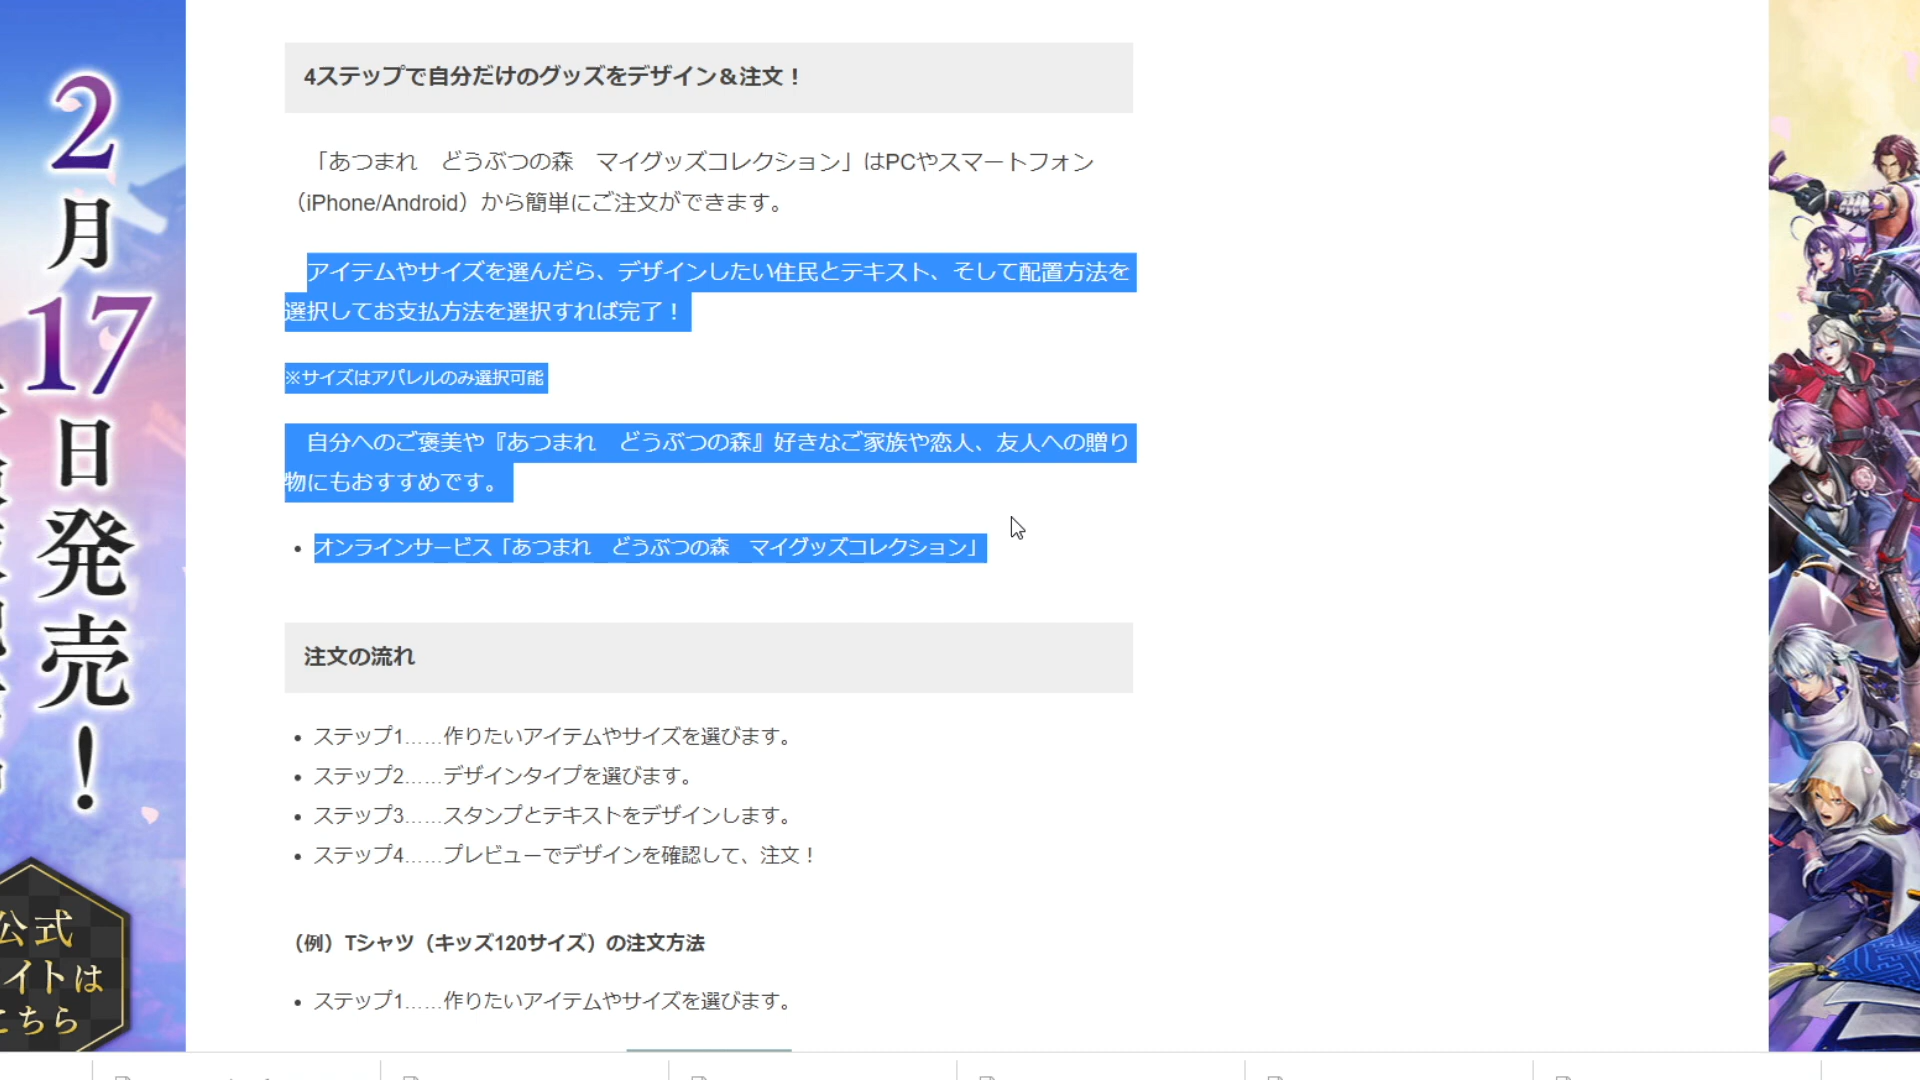 4ステップで自分だけのグッズをデザイン&注文！
「あつまれ　どうぶつの森　マイグッズコレクション」はPCやスマートフォン
（iPhone/Android）から簡単にご注文ができます。
アイテムやサイズを選んだら、デザインしたい住民とテキスト、そして配置方法を
選択してお支払方法を選択すれば完了！
※サイズはアパレルのみ選択可能
自分へのご褒美や『あつまれ　どうぶつの森』好きなご家族や恋人、友人への贈り
物にもおすすめです。
• オンラインサービス「あつまれ　どうぶつの森　マイグッズコレクション」
注文の流れ
• ステップ1……作りたいアイテムやサイズを選びます。
• ステップ2……デザインタイプを選びます。
• ステップ3……スタンプとテキストをデザインします。
• ステップ4……プレビューでデザインを確認して、注文！
（例）Tシャツ（キッズ120サイズ）の注文方法
• ステップ1……作りたいアイテムやサイズを選びます。
2月17日発売！
公式
イトは
こちら